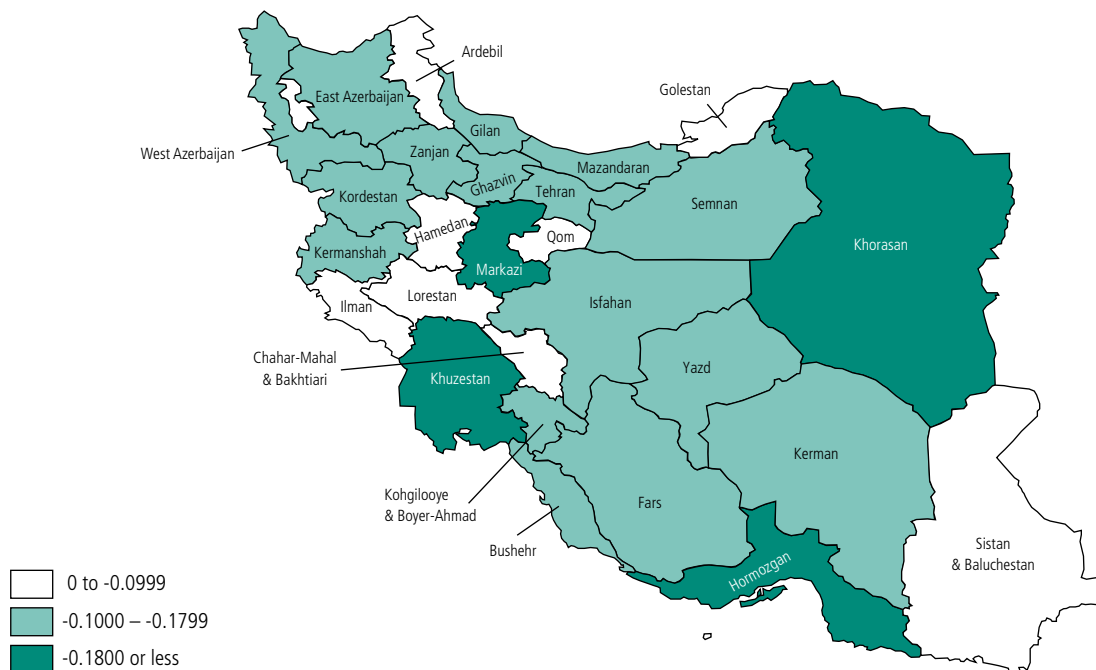 Ardebil
Golestan
East Azerbaijan
Gilan
West Azerbaijan
Zanjan
Mazandaran
Ghazvin
Tehran
Kordestan
Semnan
Hamedan
Qom
Khorasan
Kermanshah
Markazi
Isfahan
Lorestan
Ilman
Chahar-Mahal
& Bakhtiari
Khuzestan
Yazd
Kerman
Kohgilooye
& Boyer-Ahmad
Fars
Bushehr
Sistan
& Baluchestan
Hormozgan
0 to -0.0999
-0.1000 – -0.1799
-0.1800 or less